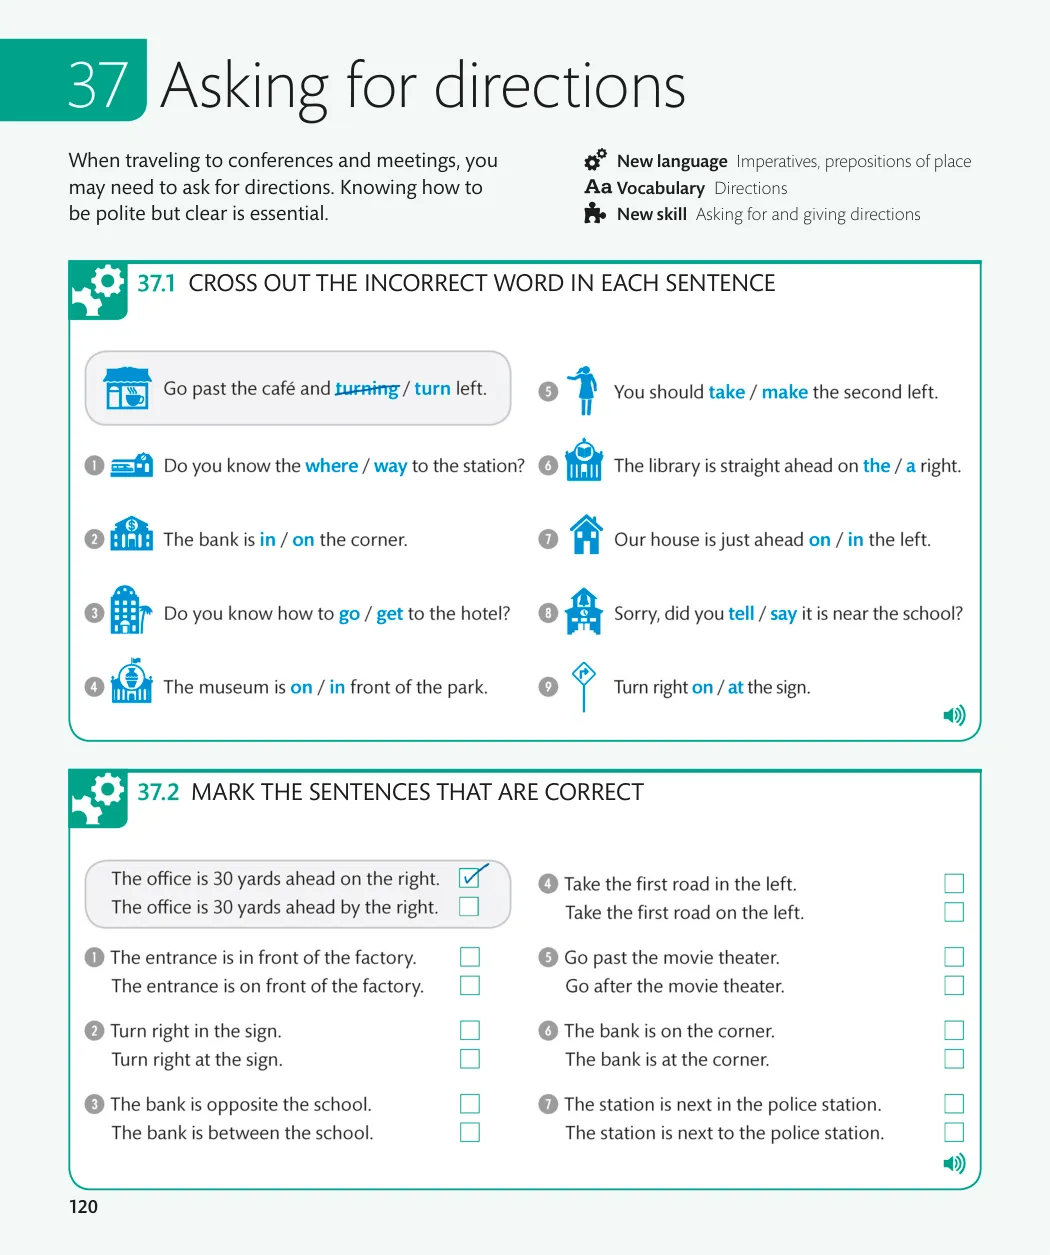 37 Asking for directions
When traveling to conferences and meetings, you
may need to ask for directions. Knowing how to
be polite but clear is essential.
New language Imperatives, prepositions of place
Aa Vocabulary Directions
New skill Asking for and giving directions
37.1 CROSS OUT THE INCORRECT WORD IN EACH SENTENCE
Go past the café and turning / turn left.
1 Do you know the where / way to the station?
2 The bank is in / on the corner.
3 Do you know how to go / get to the hotel?
4 The museum is on / in front of the park.
5 You should take / make the second left.
6 The library is straight ahead on the / a right.
7 Our house is just ahead on / in the left.
8 Sorry, did you tell / say it is near the school?
9 Turn right on / at the sign.
37.2 MARK THE SENTENCES THAT ARE CORRECT
The office is 30 yards ahead on the right.
The office is 30 yards ahead by the right.
1 The entrance is in front of the factory.
The entrance is on front of the factory.
2 Turn right in the sign.
Turn right at the sign.
3 The bank is opposite the school.
The bank is between the school.
4 Take the first road in the left.
Take the first road on the left.
5 Go past the movie theater.
Go after the movie theater.
6 The bank is on the corner.
The bank is at the corner.
7 The station is next in the police station.
The station is next to the police station.
120